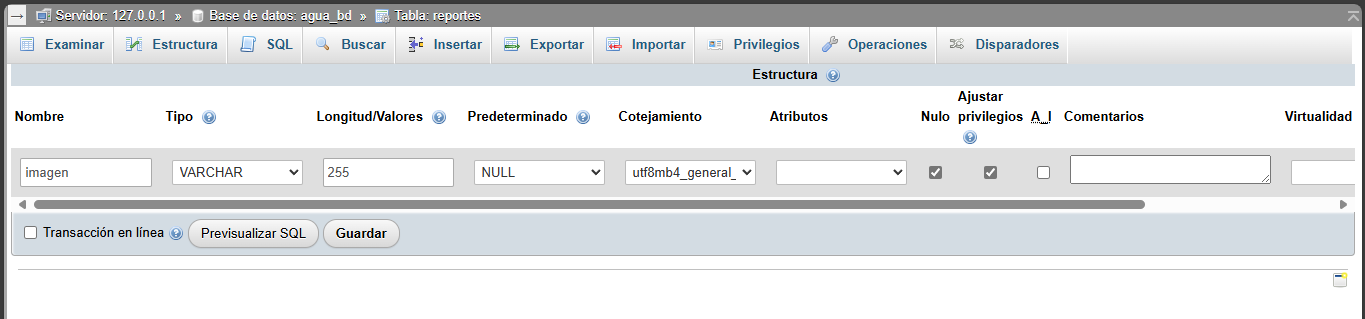 Servidor: 127.0.0.1 » Base de datos: agua_bd » Tabla: reportes
Examinar Estructura SQL Buscar Insertar Exportar Importar Privilegios Operaciones Disparadores
Estructura
Nombre Tipo Longitud/Valores Predeterminado Cotejamiento Atributos Nulo Ajustar privilegios A_I Comentarios Virtualidad
imagen VARCHAR 255 NULL utf8mb4_general_
Transacción en línea Previsualizar SQL Guardar